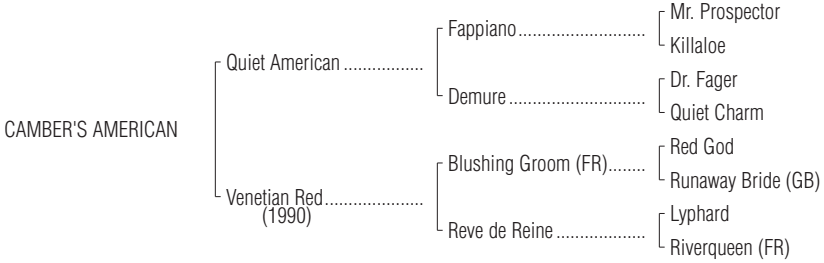 Mr. Prospector
Fappiano...........................
Killaloe
Quiet American .................
Dr. Fager
Demure.............................
Quiet Charm
CAMBER'S AMERICAN
Red God
Blushing Groom (FR)........
Runaway Bride (GB)
Venetian Red.....................
(1990)
Lyphard
Reve de Reine ...................
Riverqueen (FR)